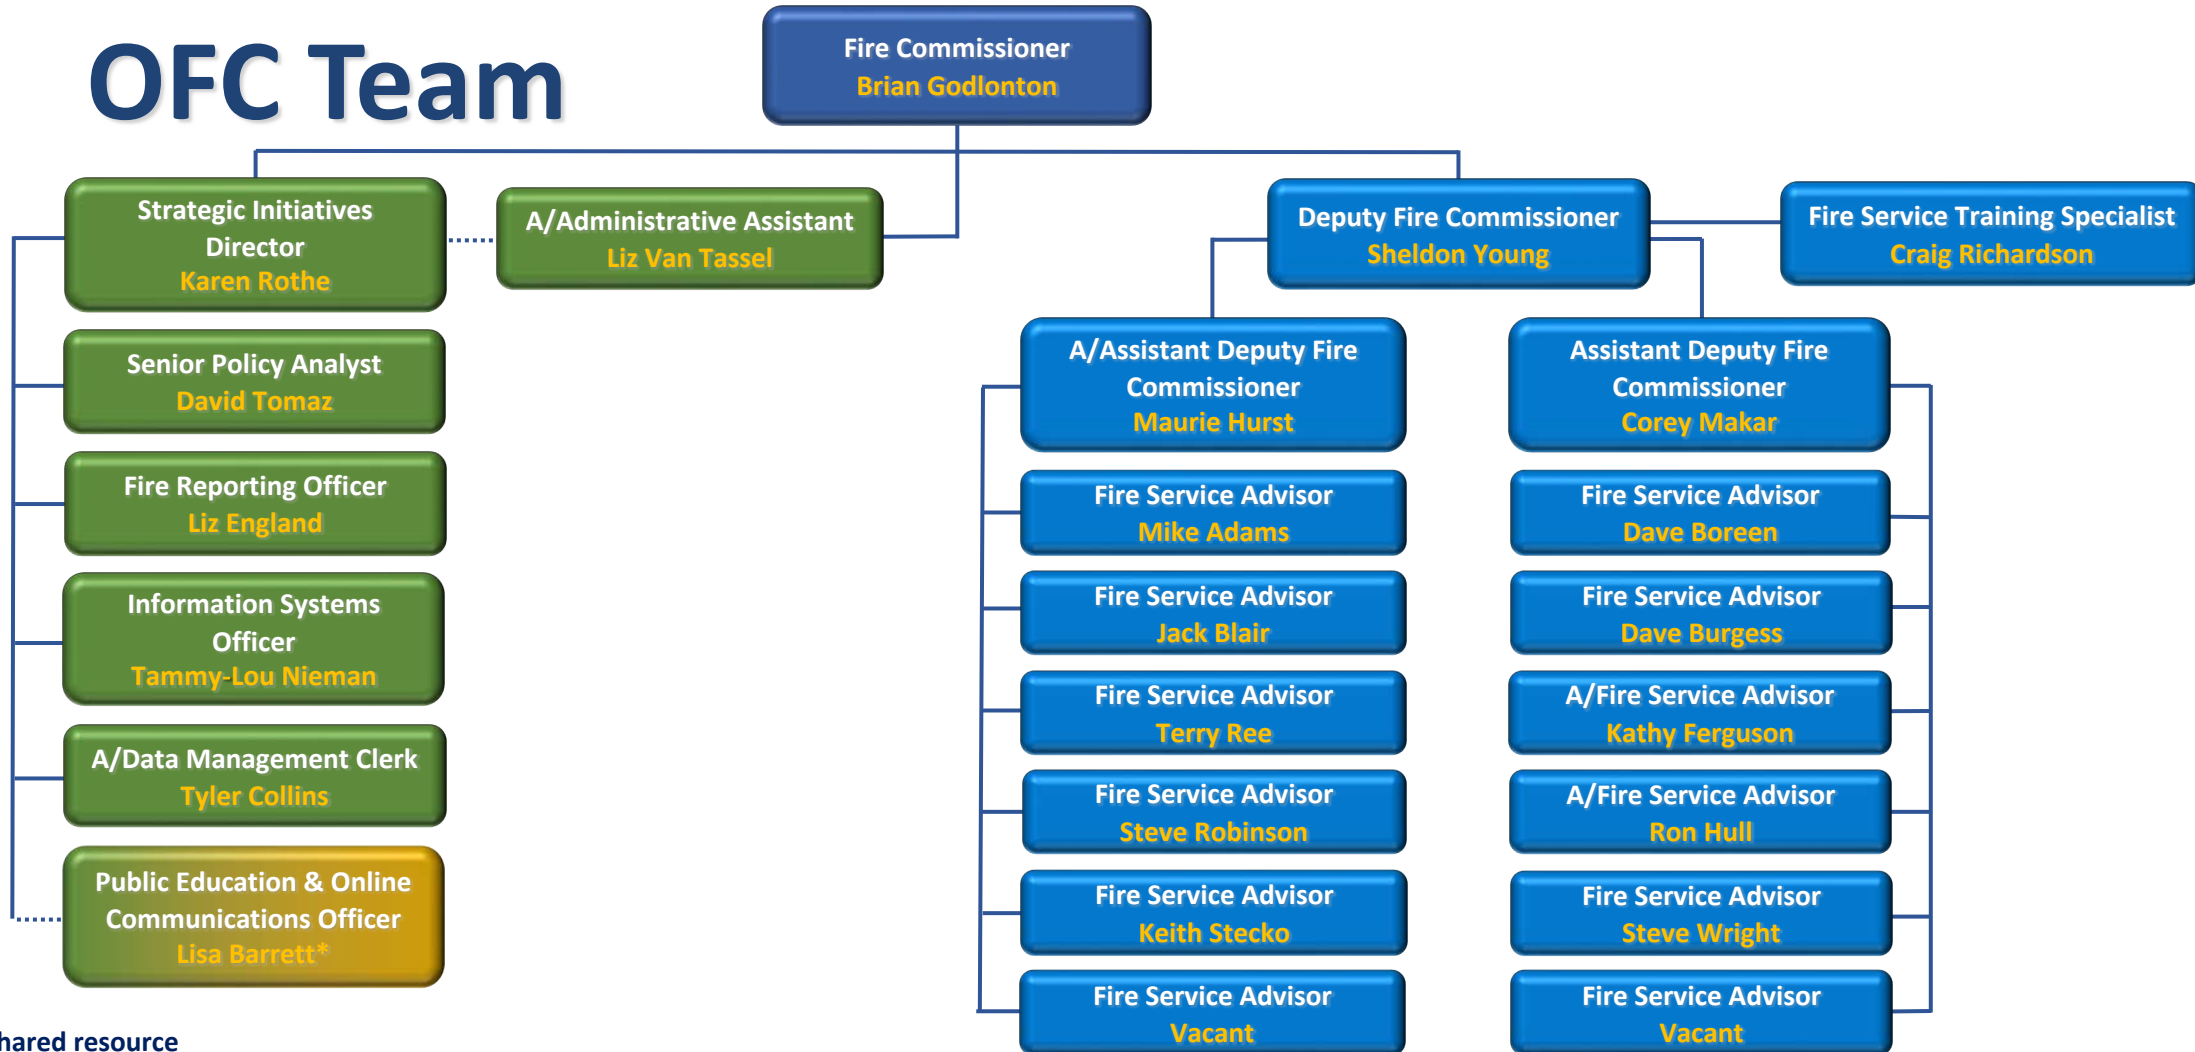 OFC Team
Fire Commissioner
Brian Godlonton
Strategic Initiatives
Director
Karen Rothe
A/Administrative Assistant
Liz Van Tassel
Deputy Fire Commissioner
Sheldon Young
Fire Service Training Specialist
Craig Richardson
Senior Policy Analyst
David Tomaz
Fire Reporting Officer
Liz England
Information Systems
Officer
Tammy-Lou Nieman
A/Data Management Clerk
Tyler Collins
Public Education & Online
Communications Officer
Lisa Barrett*
A/Assistant Deputy Fire
Commissioner
Maurie Hurst
Fire Service Advisor
Mike Adams
Fire Service Advisor
Jack Blair
Fire Service Advisor
Terry Ree
Fire Service Advisor
Steve Robinson
Fire Service Advisor
Keith Stecko
Fire Service Advisor
Vacant
Assistant Deputy Fire
Commissioner
Corey Makar
Fire Service Advisor
Dave Boreen
Fire Service Advisor
Dave Burgess
A/Fire Service Advisor
Kathy Ferguson
A/Fire Service Advisor
Ron Hull
Fire Service Advisor
Steve Wright
Fire Service Advisor
Vacant
hared resource